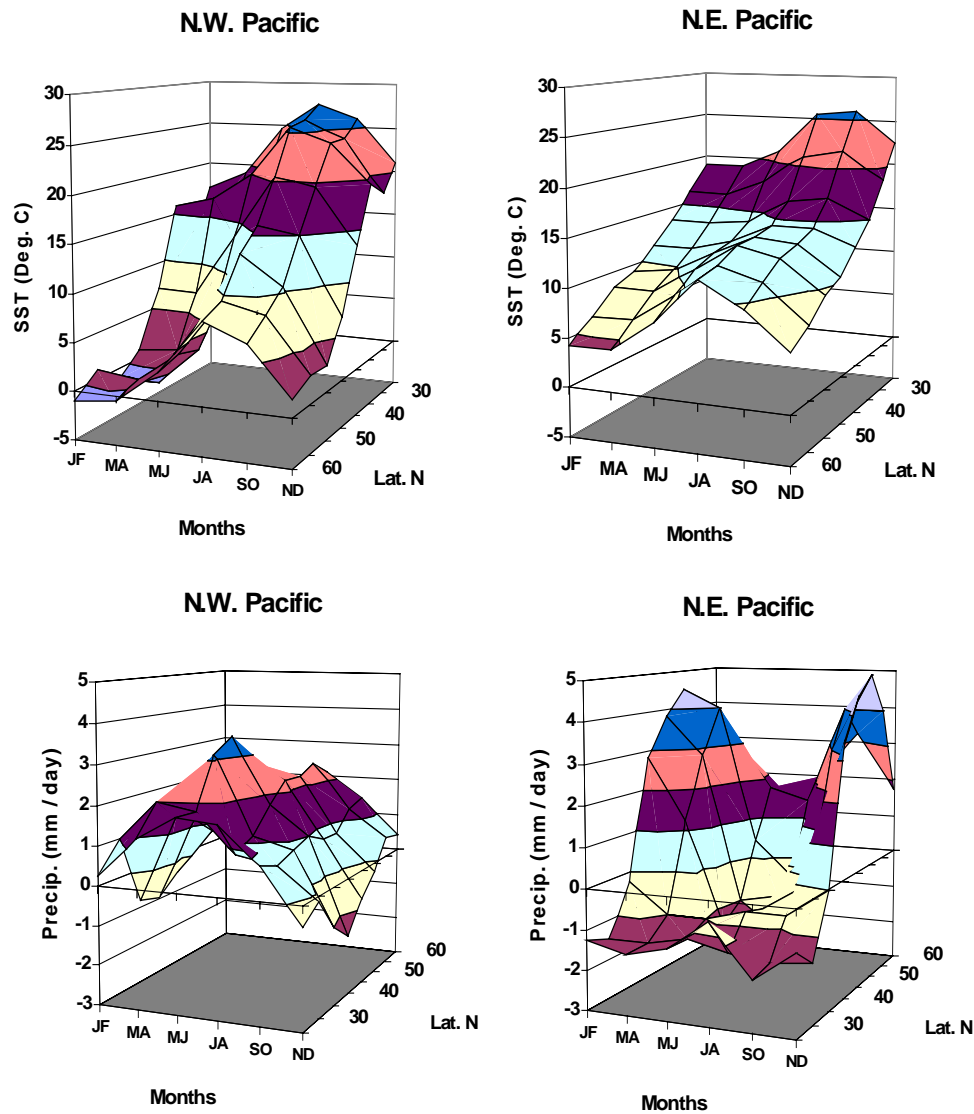 N.W. Pacific
30
25
20
15
10
5
0
-5
SST (Deg. C)
JF
MA
MJ
JA
SO
ND
Months
60
50
40
30
Lat. N
N.E. Pacific
30
25
20
15
10
5
0
-5
SST (Deg. C)
JF
MA
MJ
JA
SO
ND
Months
60
50
40
30
Lat. N
N.W. Pacific
5
4
3
2
1
0
-1
-2
-3
Precip. (mm / day)
JF
MA
MJ
JA
SO
ND
Months
30
40
50
60
Lat. N
N.E. Pacific
5
4
3
2
1
0
-1
-2
-3
Precip. (mm / day)
JF
MA
MJ
JA
SO
ND
Months
30
40
50
60
Lat. N